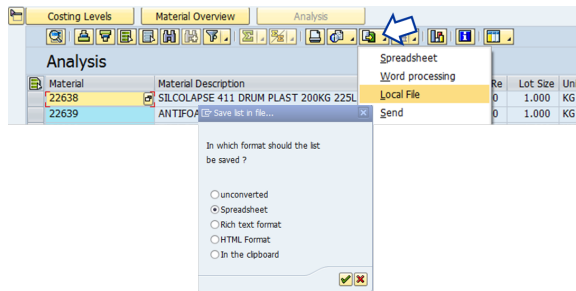 Costing Levels Material Overview Analysis
Analysis
Material Material Description Re Lot Size Uni
22638 SILCOLAPSE 411 DRUM PLAST 200KG 225L 0 1.000 KG
22639 ANTIFOA 0 1.000 KG
Spreadsheet
Word processing
Local File
Send
Save list in file...
In which format should the list
be saved ?
unconverted
Spreadsheet
Rich text format
HTML Format
In the clipboard